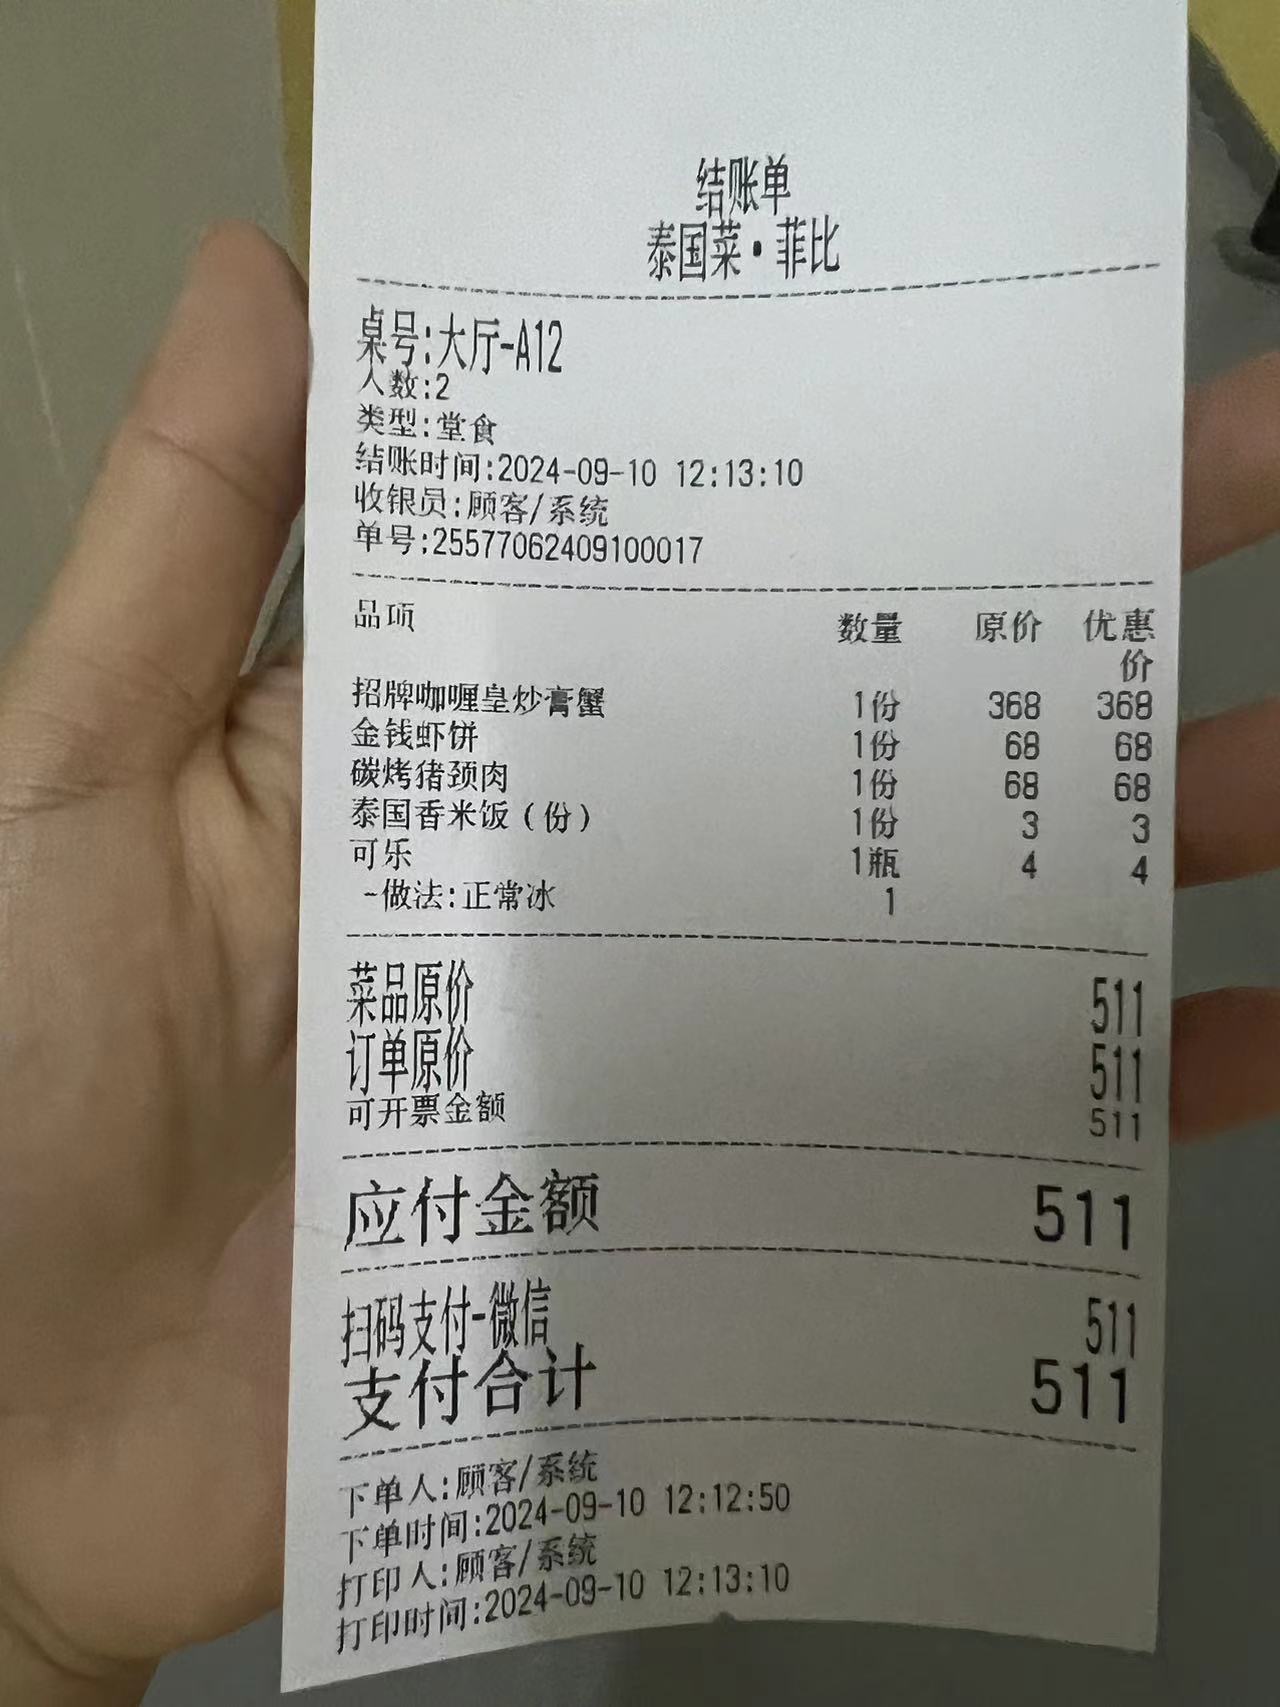 结账单
泰国菜·菲比
桌号:大厅-A12
人数:2
类型:堂食
结账时间:2024-09-10 12:13:10
收银员:顾客/系统
单号:25577062409100017
品项 数量 原价 优惠价
招牌咖喱皇炒膏蟹 1份 368 368
金钱虾饼 1份 68 68
碳烤猪颈肉 1份 68 68
泰国香米饭(份) 1份 3 3
可乐 1瓶 4 4
-做法:正常冰 1
菜品原价 511
订单原价 511
可开票金额 511
应付金额 511
扫码支付-微信 511
支付合计 511
下单人:顾客/系统
下单时间:2024-09-10 12:12:50
打印人:顾客/系统
打印时间:2024-09-10 12:13:10